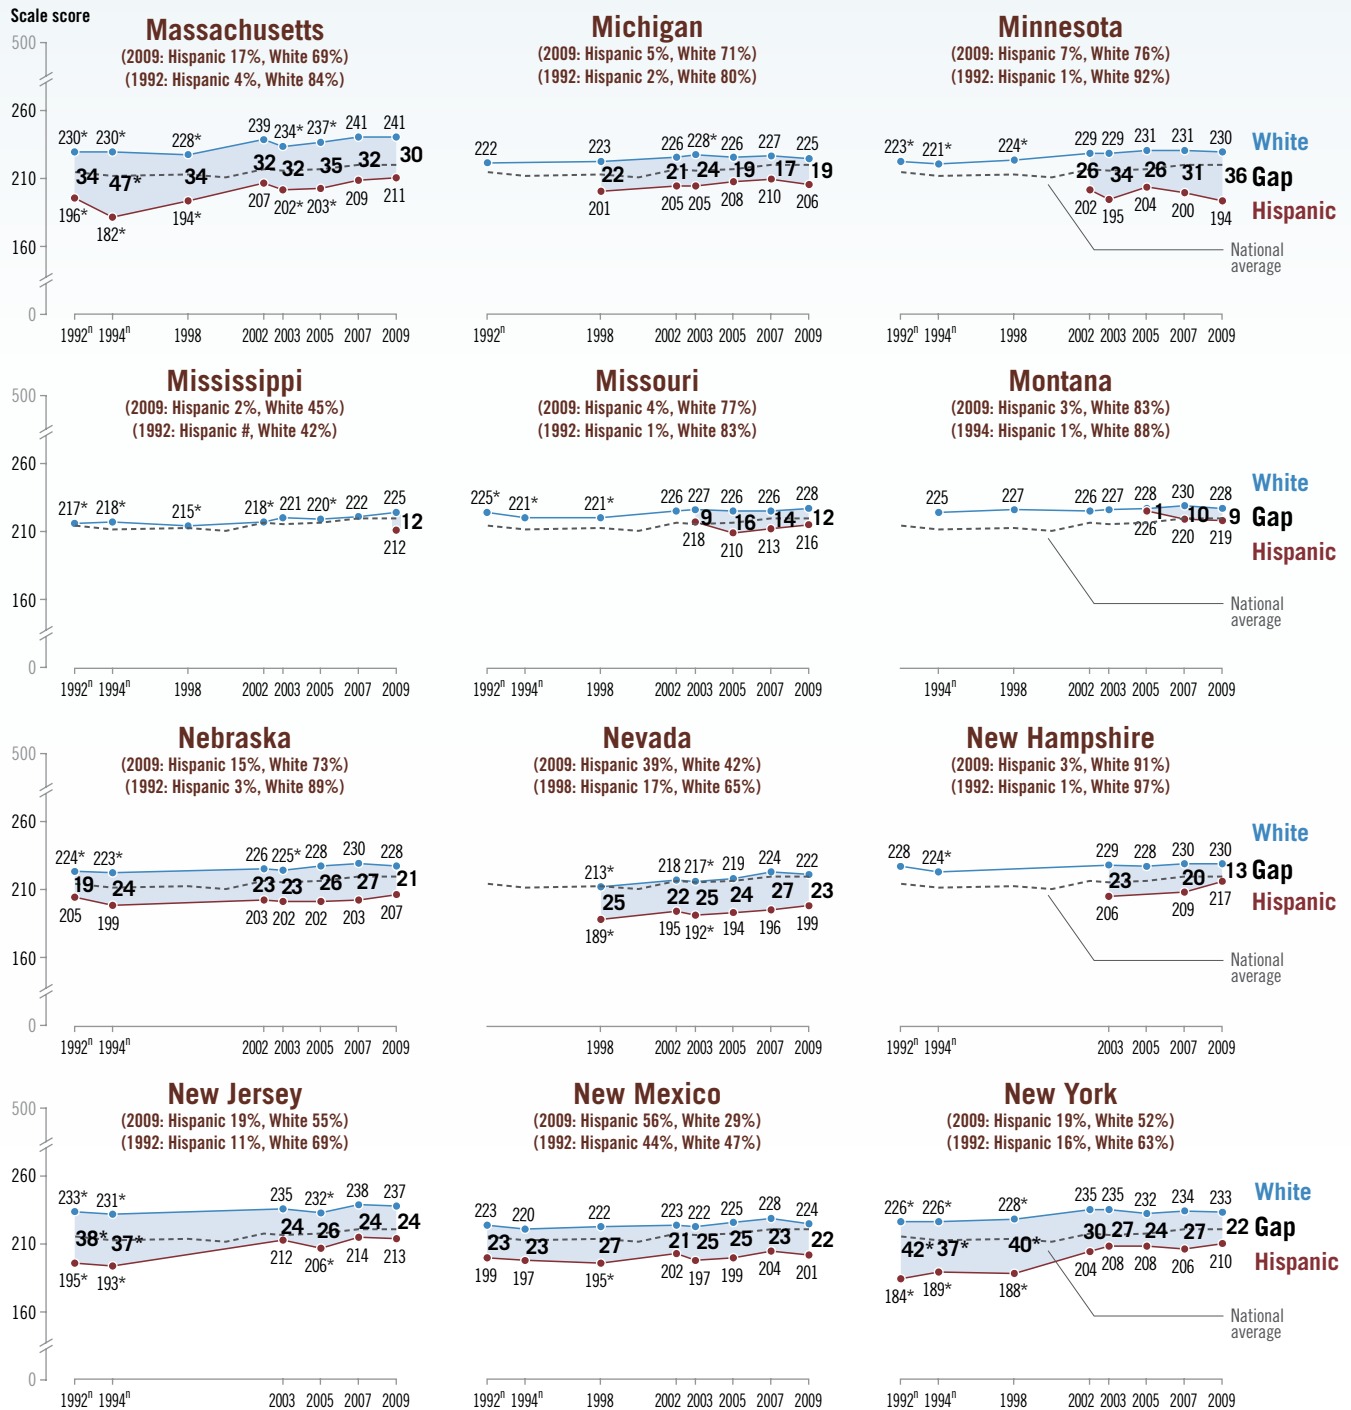 Scale score
Massachusetts
(2009: Hispanic 17%, White 69%)
(1992: Hispanic 4%, White 84%)
500
260
210
160
0
230* 230* 228* 239 234* 237* 241 241
34 47* 34 32 32 35 32 30
196* 182* 194* 207 202* 203* 209 211
1992ⁿ 1994ⁿ 1998 2002 2003 2005 2007 2009
Michigan
(2009: Hispanic 5%, White 71%)
(1992: Hispanic 2%, White 80%)
222 223 226 228* 226 227 225
22 21 24 19 17 19
201 205 205 208 210 206
1992ⁿ 1998 2002 2003 2005 2007 2009
Minnesota
(2009: Hispanic 7%, White 76%)
(1992: Hispanic 1%, White 92%)
223* 221* 224* 229 229 231 231 230
White
26 34 26 31 36 Gap
202 195 204 200 194
Hispanic
National
average
1992ⁿ 1994ⁿ 1998 2002 2003 2005 2007 2009
Mississippi
(2009: Hispanic 2%, White 45%)
(1992: Hispanic #, White 42%)
500
260
210
160
0
217* 218* 215* 218* 221 220* 222 225
12
212
1992ⁿ 1994ⁿ 1998 2002 2003 2005 2007 2009
Missouri
(2009: Hispanic 4%, White 77%)
(1992: Hispanic 1%, White 83%)
225* 221* 221* 226 227 226 226 228
9 16 14 12
218 210 213 216
1992ⁿ 1994ⁿ 1998 2002 2003 2005 2007 2009
Montana
(2009: Hispanic 3%, White 83%)
(1994: Hispanic 1%, White 88%)
225 227 226 227 228 230 228
White
1 10 9 Gap
226 220 219
Hispanic
National
average
1994ⁿ 1998 2002 2003 2005 2007 2009
Nebraska
(2009: Hispanic 15%, White 73%)
(1992: Hispanic 3%, White 89%)
500
260
210
160
0
224* 223* 226 225* 228 230 228
19 24 23 23 26 27 21
205 199 203 202 202 203 207
1992ⁿ 1994ⁿ 2002 2003 2005 2007 2009
Nevada
(2009: Hispanic 39%, White 42%)
(1998: Hispanic 17%, White 65%)
213* 218 217* 219 224 222
25 22 25 24 27 23
189* 195 192* 194 196 199
1998 2002 2003 2005 2007 2009
New Hampshire
(2009: Hispanic 3%, White 91%)
(1992: Hispanic 1%, White 97%)
228 224* 229 228 230 230
White
23 20 13 Gap
206 209 217
Hispanic
National
average
1992ⁿ 1994ⁿ 2003 2005 2007 2009
New Jersey
(2009: Hispanic 19%, White 55%)
(1992: Hispanic 11%, White 69%)
500
260
210
160
0
233* 231* 235 232* 238 237
38* 37* 24 26 24 24
195* 193* 212 206* 214 213
1992ⁿ 1994ⁿ 2003 2005 2007 2009
New Mexico
(2009: Hispanic 56%, White 29%)
(1992: Hispanic 44%, White 47%)
223 220 222 223 222 225 228 224
23 23 27 21 25 25 23 22
199 197 195* 202 197 199 204 201
1992ⁿ 1994ⁿ 1998 2002 2003 2005 2007 2009
New York
(2009: Hispanic 19%, White 52%)
(1992: Hispanic 16%, White 63%)
226* 226* 228* 235 235 232 234 233
White
42* 37* 40* 30 27 24 27 22 Gap
184* 189* 188* 204 208 208 206 210
Hispanic
National
average
1992ⁿ 1994ⁿ 1998 2002 2003 2005 2007 2009